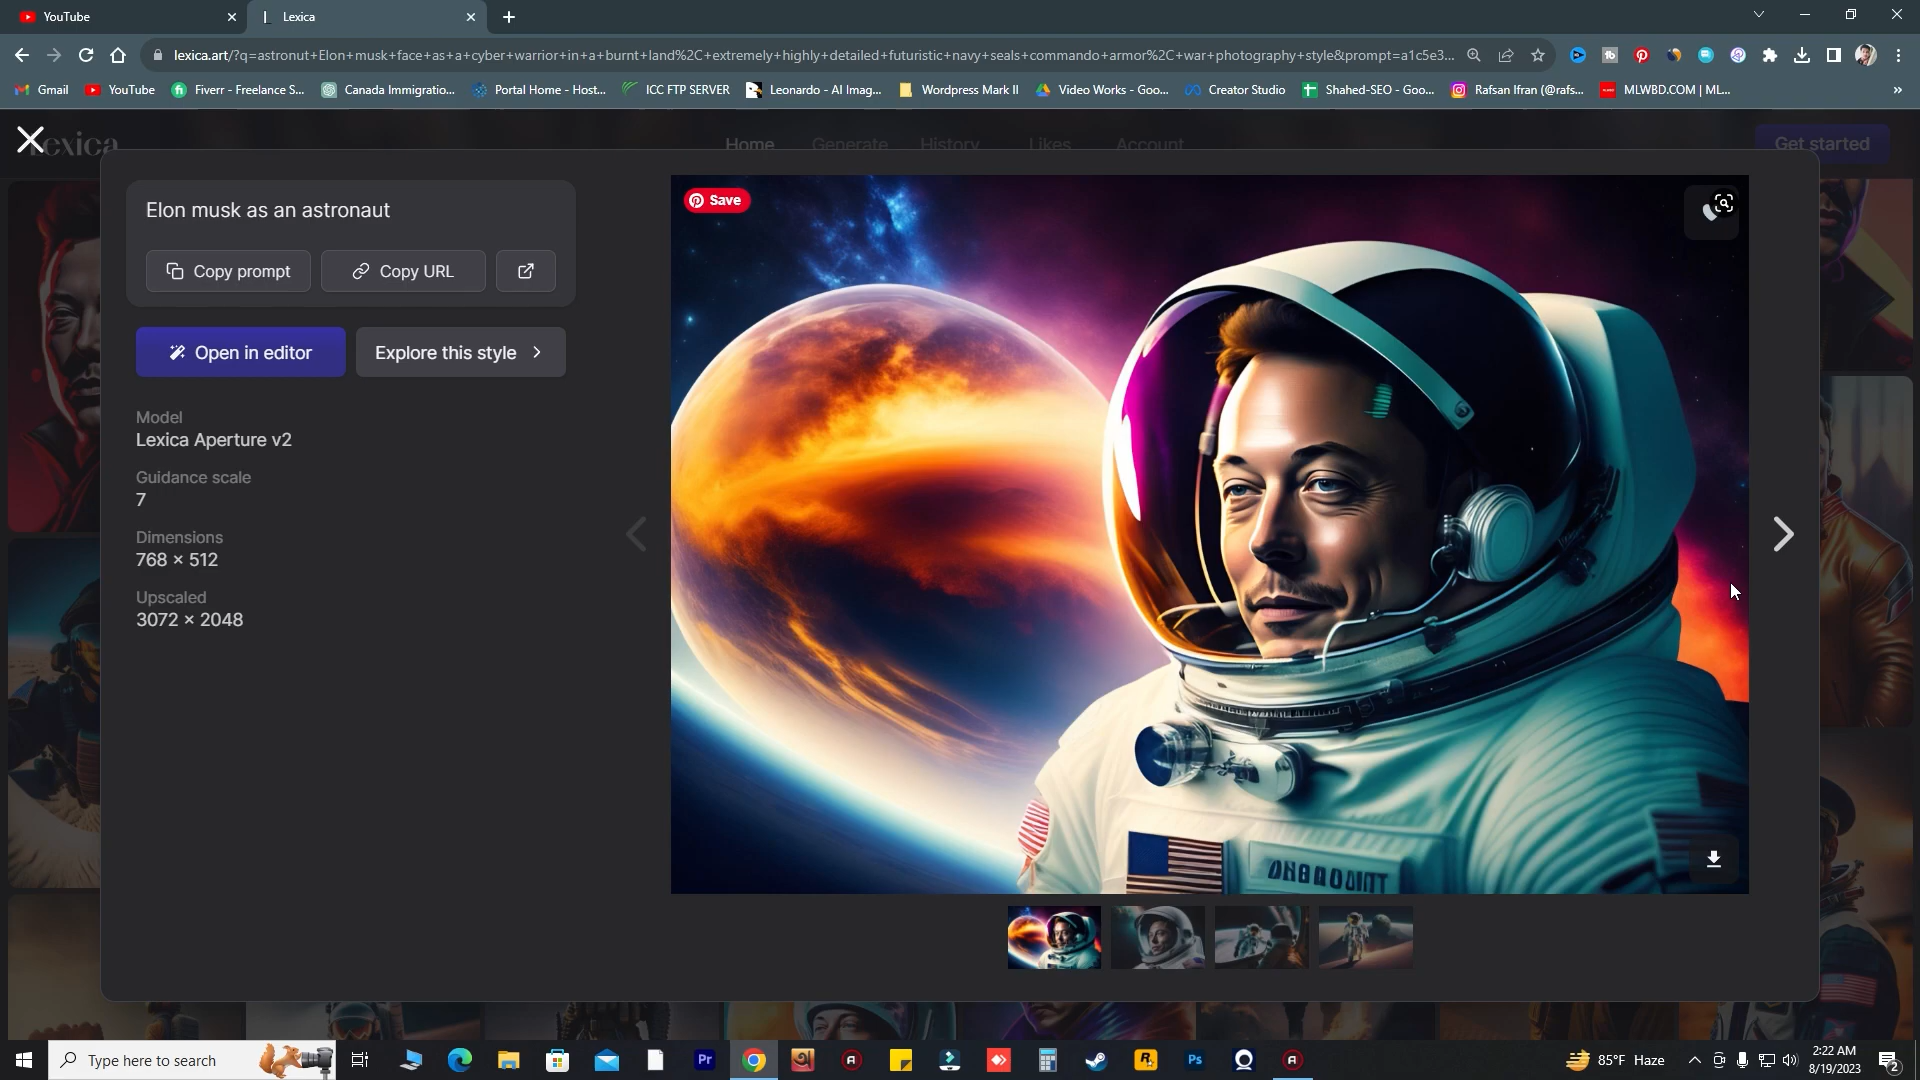 YouTube
Lexica
lexica.art/?q=astronut+Elon+musk+face+as+a+cyber+warrior+in+a+burnt+land%2C+extremely+highly+detailed+futuristic+navy+seals+commando+armor%2C+war+photography+style&prompt=a1c5e3...
Gmail
YouTube
Fiverr - Freelance S...
Canada Immigratio...
Portal Home - Host...
ICC FTP SERVER
Leonardo - AI Imag...
Wordpress Mark II
Video Works - Goo...
Creator Studio
Shahed-SEO - Goo...
Rafsan Ifran (@rafs...
MLWBD.COM | ML...
Lexica
Home
Generate
History
Likes
Account
Get started
Elon musk as an astronaut
Copy prompt
Copy URL
Open in editor
Explore this style
Model
Lexica Aperture v2
Guidance scale
7
Dimensions
768 × 512
Upscaled
3072 × 2048
Save
Type here to search
Pr
Ps
85°F Haze
2:22 AM
8/19/2023
2